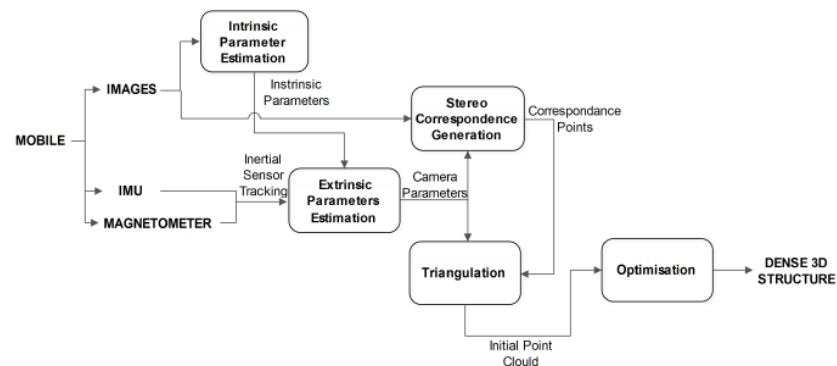 Intrinsic
Parameter
Estimation
IMAGES
Instrinsic
Parameters
Stereo
Correspondence
Generation
Correspondance
Points
MOBILE
Inertial
Sensor
Tracking
IMU
MAGNETOMETER
Extrinsic
Parameters
Estimation
Camera
Parameters
Triangulation
Optimisation
DENSE 3D
STRUCTURE
Initial Point
Clould